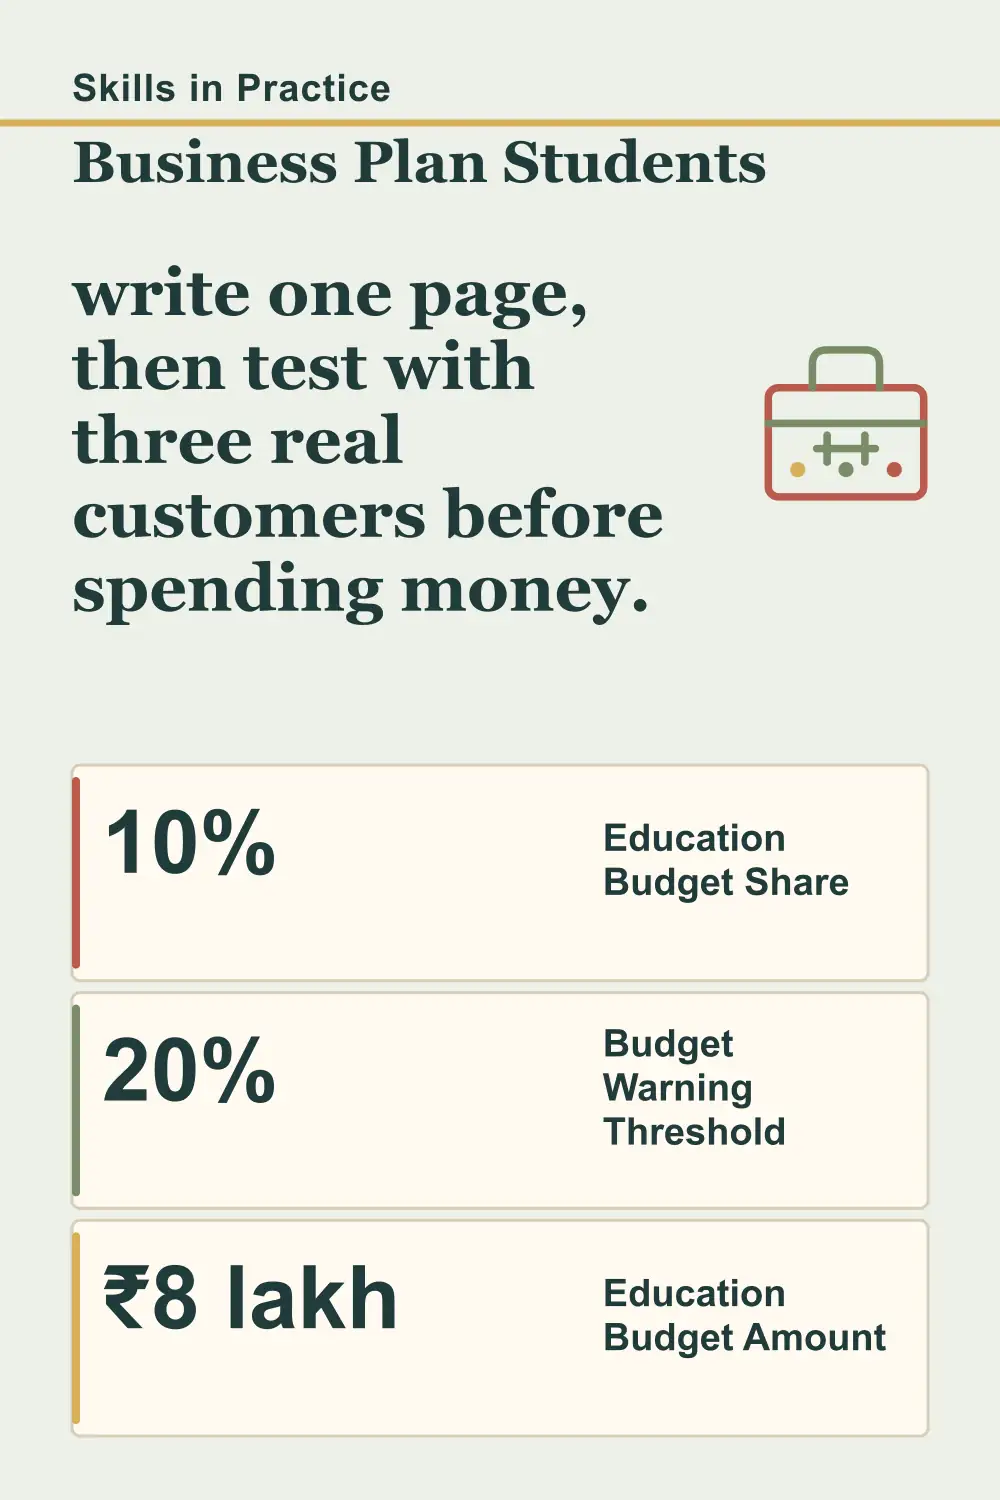 Skills in Practice
Business Plan Students
write one page,
then test with
three real
customers before
spending money.
10%
Education
Budget Share
20%
Budget
Warning
Threshold
₹8 lakh
Education
Budget Amount